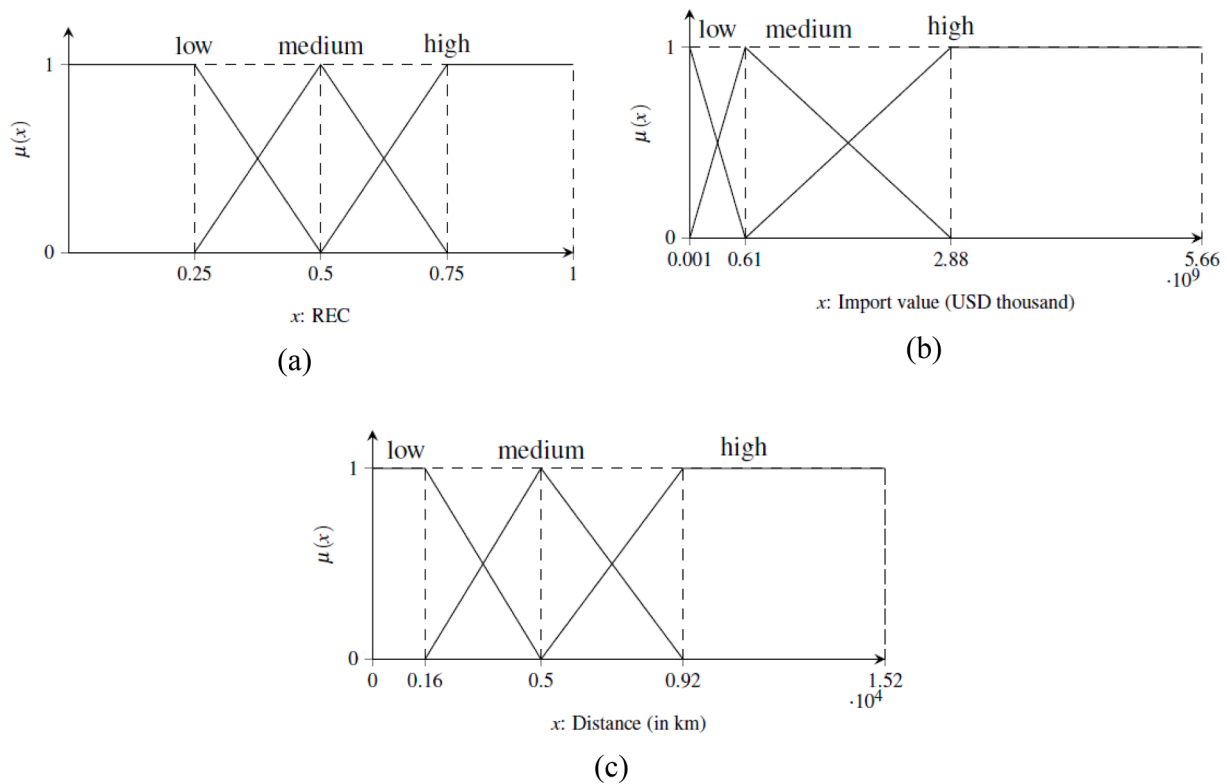 low medium high
1
μ(x)
0
0.25 0.5 0.75 1
x: REC
(a)
low medium high
1
μ(x)
0
0.001 0.61 2.88 5.66
·10⁹
x: Import value (USD thousand)
(b)
low medium high
1
μ(x)
0
0 0.16 0.5 0.92 1.52
·10⁴
x: Distance (in km)
(c)